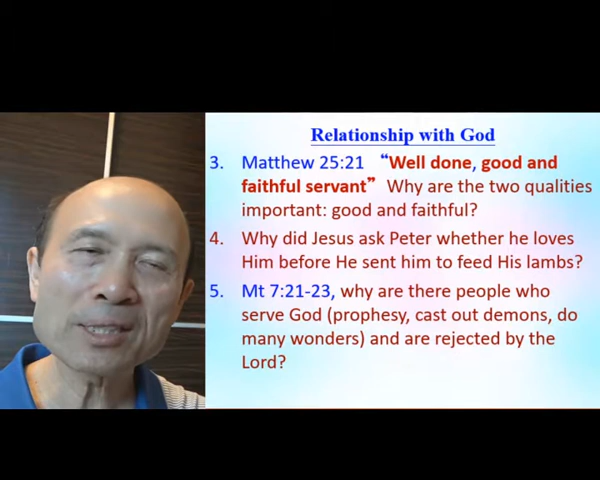 Relationship with God
3. Matthew 25:21 “Well done, good and
faithful servant” Why are the two qualities
important: good and faithful?
4. Why did Jesus ask Peter whether he loves
Him before He sent him to feed His lambs?
5. Mt 7:21-23, why are there people who
serve God (prophesy, cast out demons, do
many wonders) and are rejected by the
Lord?